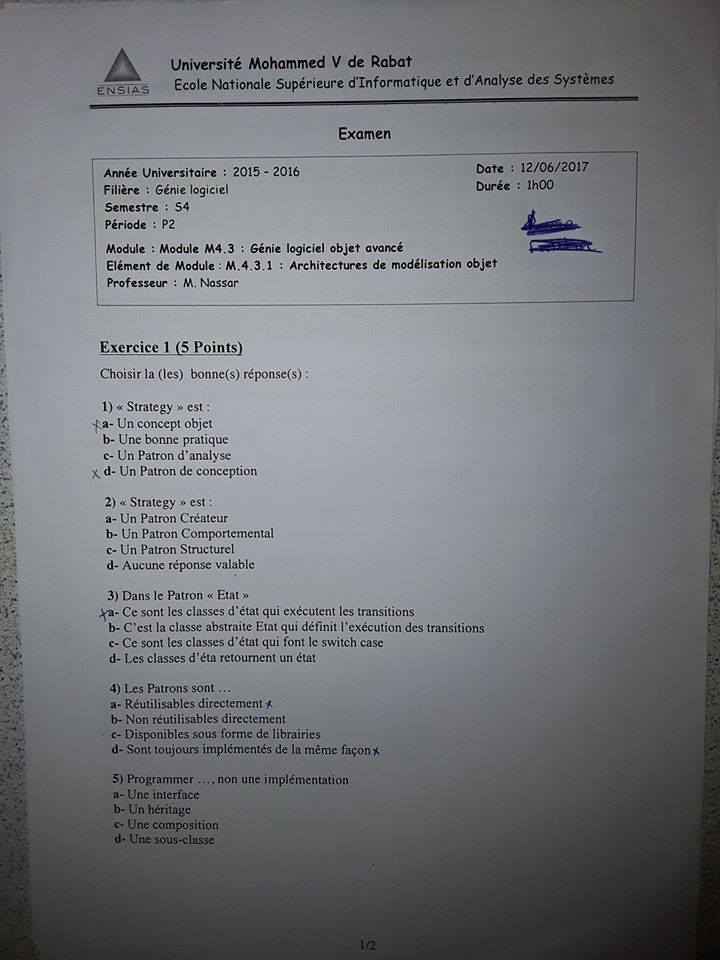 ENSIAS
Université Mohammed V de Rabat
Ecole Nationale Supérieure d'Informatique et d'Analyse des Systèmes
Examen
Année Universitaire : 2015 - 2016
Date : 12/06/2017
Filière : Génie logiciel
Durée : 1h00
Semestre : S4
Période : P2
Module : Module M4.3 : Génie logiciel objet avancé
Elément de Module : M.4.3.1 : Architectures de modélisation objet
Professeur : M. Nassar
Exercice 1 (5 Points)
Choisir la (les) bonne(s) réponse(s) :
1) « Strategy » est :
x a- Un concept objet
b- Une bonne pratique
c- Un Patron d'analyse
x d- Un Patron de conception
2) « Strategy » est :
a- Un Patron Créateur
b- Un Patron Comportemental
c- Un Patron Structurel
d- Aucune réponse valable
3) Dans le Patron « Etat »
x a- Ce sont les classes d'état qui exécutent les transitions
b- C'est la classe abstraite Etat qui définit l'exécution des transitions
c- Ce sont les classes d'état qui font le switch case
d- Les classes d'éta retournent un état
4) Les Patrons sont …
a- Réutilisables directement x
b- Non réutilisables directement
c- Disponibles sous forme de librairies
d- Sont toujours implémentés de la même façon x
5) Programmer …, non une implémentation
a- Une interface
b- Un héritage
c- Une composition
d- Une sous-classe
1/2